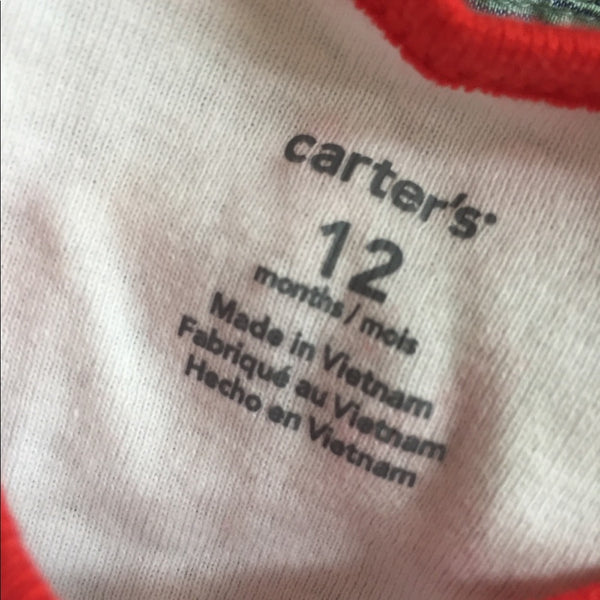 carter's
12
months / mois
Made in Vietnam
Fabriqué au Vietnam
Hecho en Vietnam